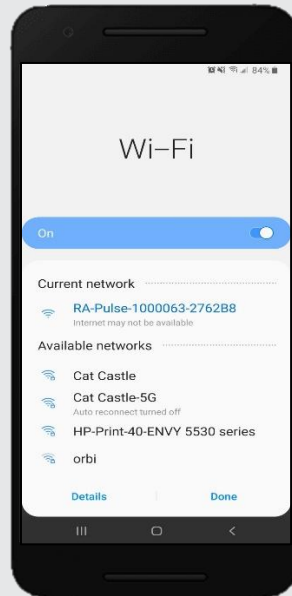 84%
Wi-Fi
On
Current network
RA-Pulse-1000063-2762B8
Internet may not be available
Available networks
Cat Castle
Cat Castle-5G
Auto reconnect turned off
HP-Print-40-ENVY 5530 series
orbi
Details Done